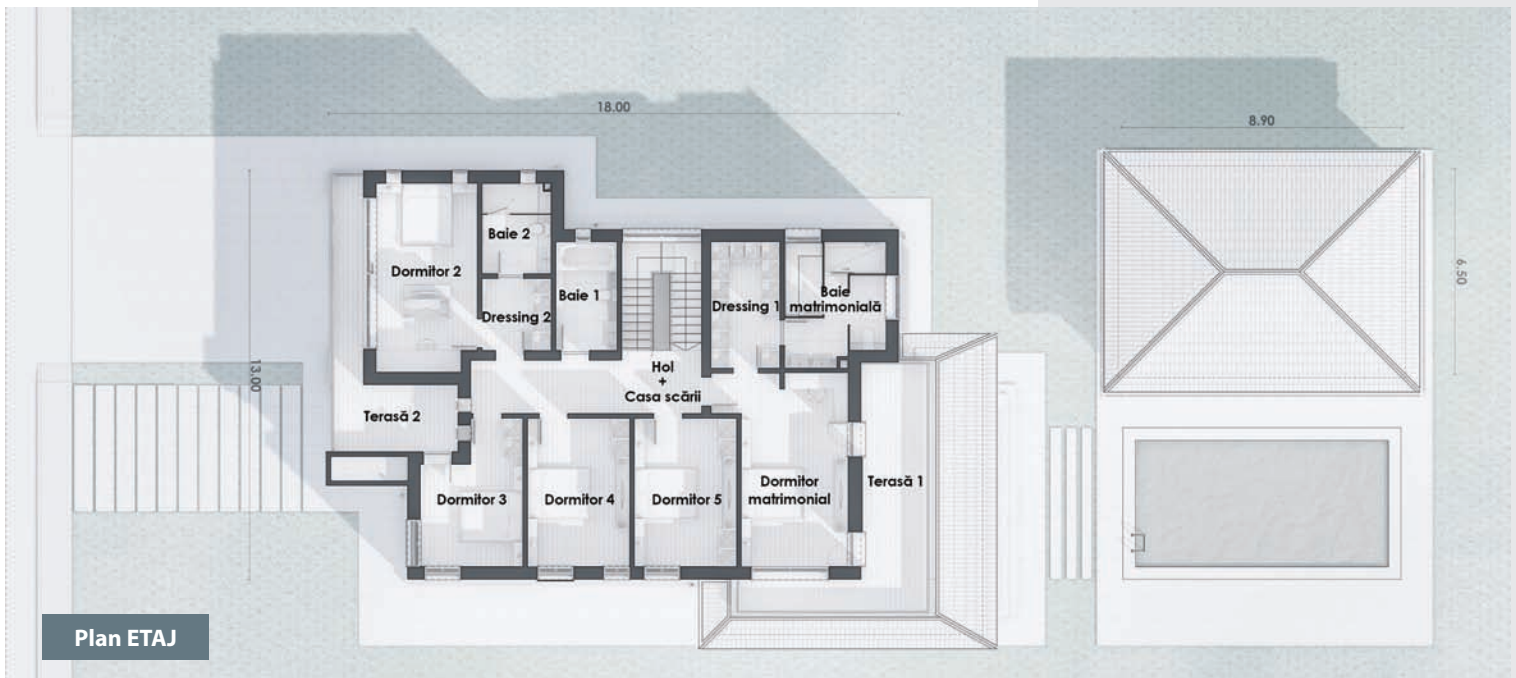 18.00
8.90
Baie 2
Dormitor 2
6.50
Baie 1
Baie
matrimonială
Dressing 1
Dressing 2
13.00
Hol
+
Casa scării
Terasă 2
Dormitor 3
Dormitor 4
Dormitor 5
Dormitor
matrimonial
Terasă 1
Plan ETAJ